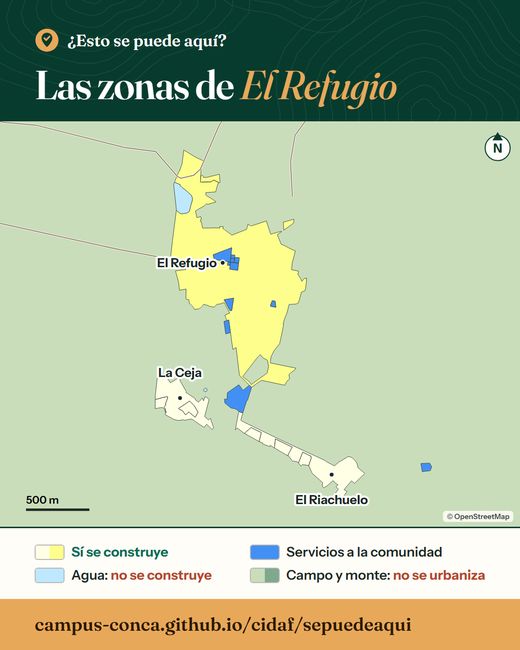 ¿Esto se puede aquí?
Las zonas de El Refugio
N
El Refugio
La Ceja
El Riachuelo
500 m
© OpenStreetMap
Sí se construye
Servicios a la comunidad
Agua: no se construye
Campo y monte: no se urbaniza
campus-conca.github.io/cidaf/sepuedeaqui